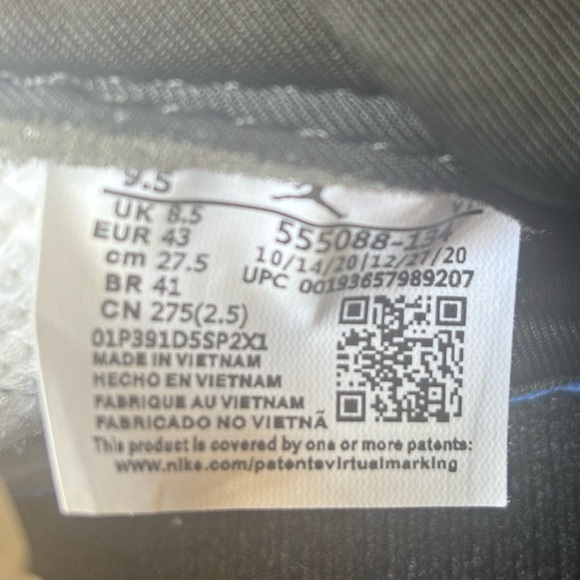 9.5
UK 8.5
EUR 43
cm 27.5
BR 41
CN 275(2.5)
555088-134
10/14/20|12/27/20
UPC 00193657989207
01P391D5SP2X1
MADE IN VIETNAM
HECHO EN VIETNAM
FABRIQUE AU VIETNAM
FABRICADO NO VIETNÃ
This product is covered by one or more patents:
www.nike.com/patentsvirtualmarking